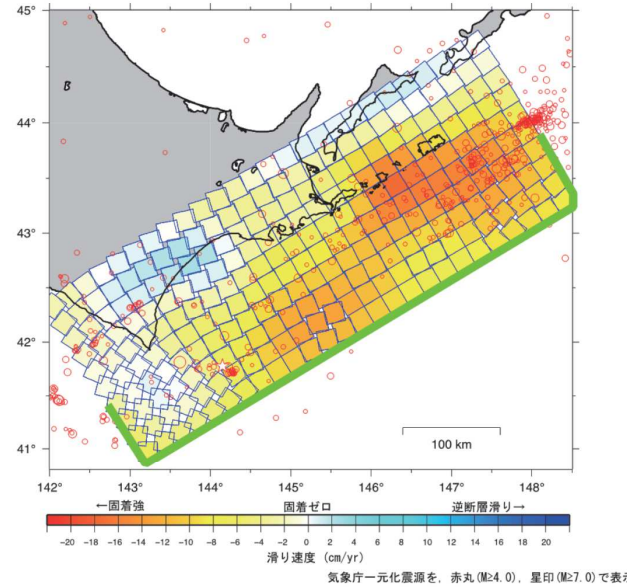 45°
44°
43°
42°
41°
100 km
142° 143° 144° 145° 146° 147° 148°
←固着強 固着ゼロ 逆断層滑り→
-20 -18 -16 -14 -12 -10 -8 -6 -4 -2 0 2 4 6 8 10 12 14 16 18 20
滑り速度 (cm/yr)
気象庁一元化震源を, 赤丸(M≥4.0), 星印(M≥7.0)で表示